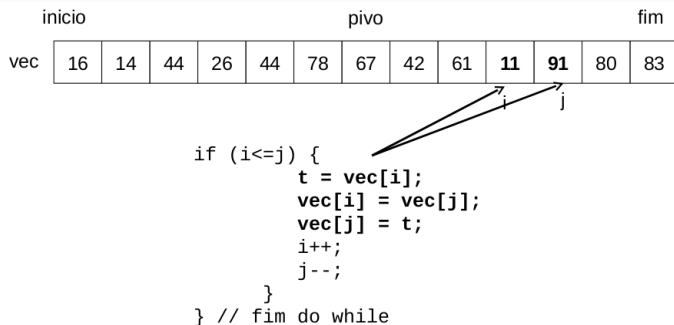 inicio pivo fim
vec 16 14 44 26 44 78 67 42 61 11 91 80 83
i j
if (i<=j) {
t = vec[i];
vec[i] = vec[j];
vec[j] = t;
i++;
j--;
}
} // fim do while